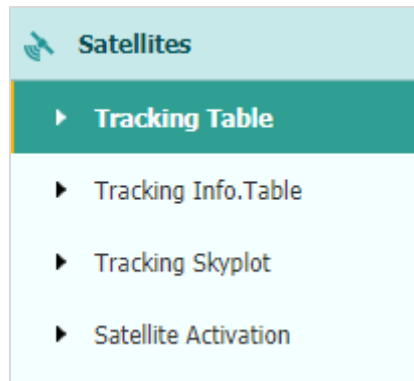 Satellites
Tracking Table
Tracking Info.Table
Tracking Skyplot
Satellite Activation